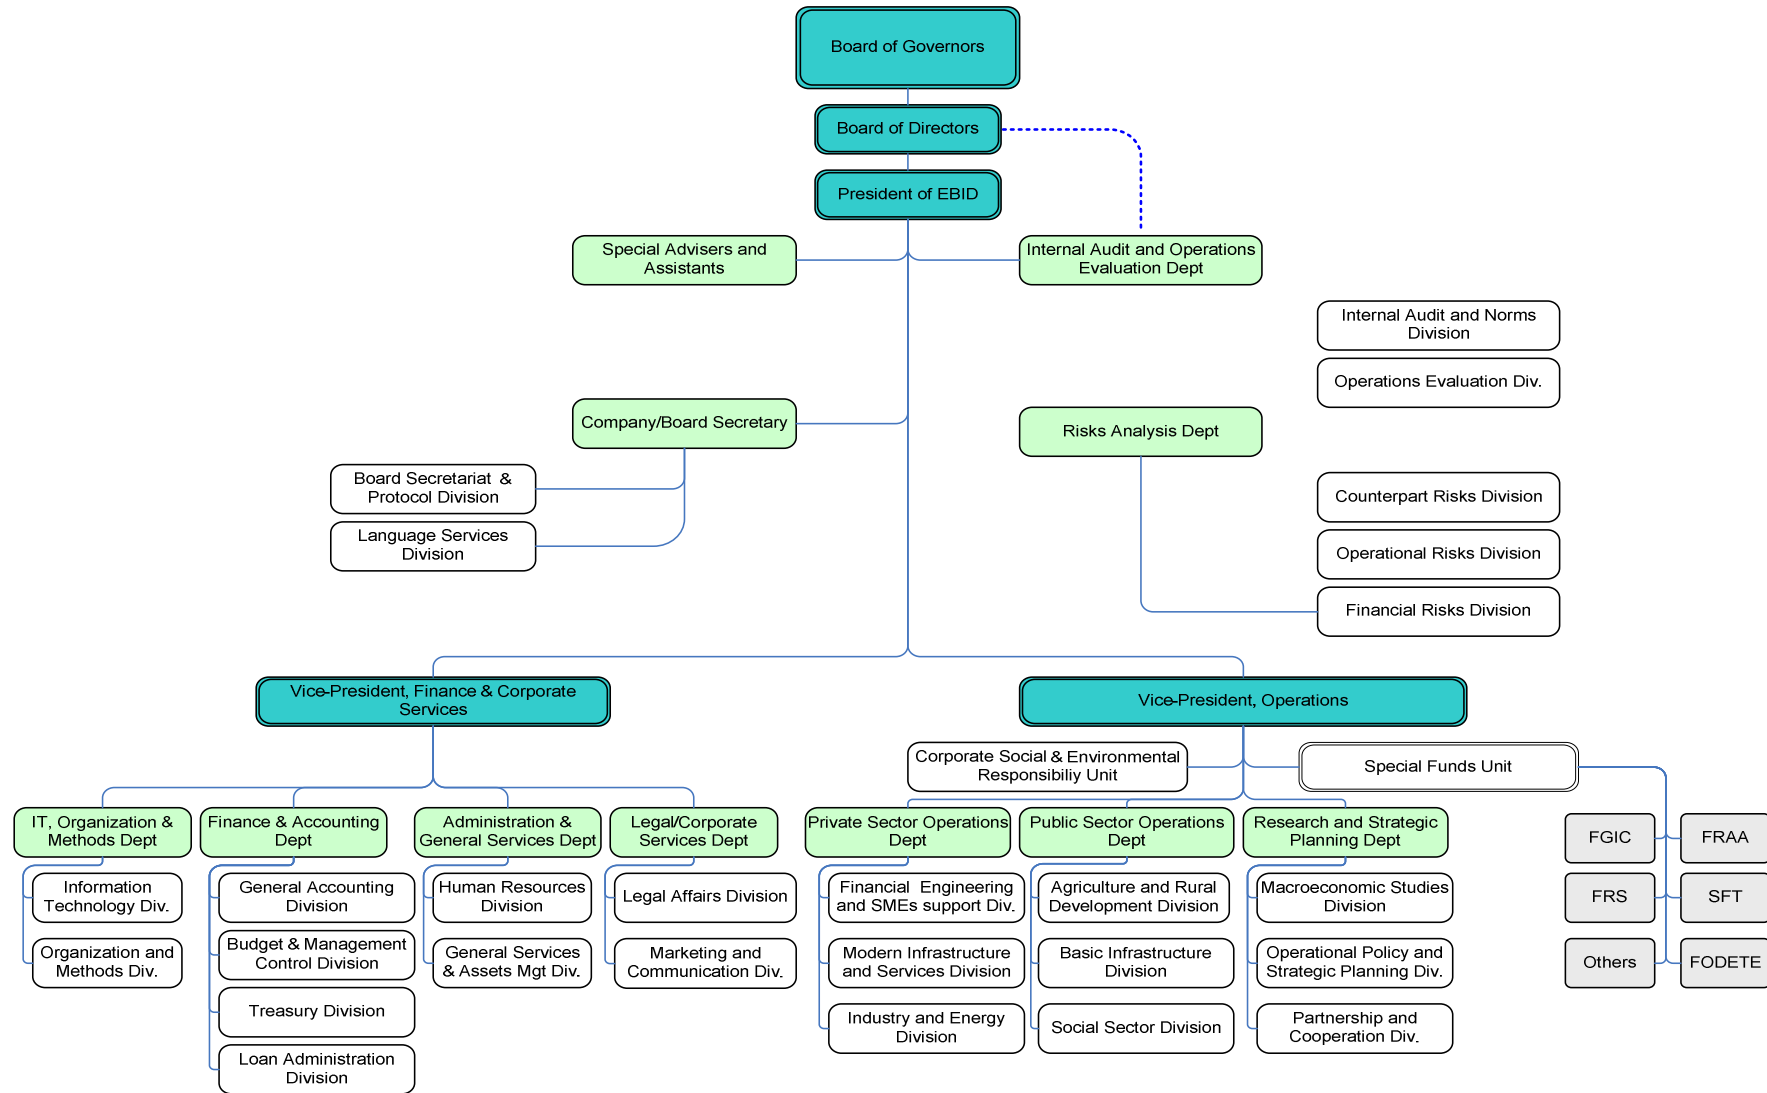 Board of Governors
Board of Directors
President of EBID
Special Advisers and
Assistants
Internal Audit and Operations
Evaluation Dept
Internal Audit and Norms
Division
Operations Evaluation Div.
Company/Board Secretary
Risks Analysis Dept
Board Secretariat &
Protocol Division
Language Services
Division
Counterpart Risks Division
Operational Risks Division
Financial Risks Division
Vice-President, Finance & Corporate
Services
Vice-President, Operations
Corporate Social & Environmental
Responsibiliy Unit
Special Funds Unit
IT, Organization &
Methods Dept
Finance & Accounting
Dept
Administration &
General Services Dept
Legal/Corporate
Services Dept
Private Sector Operations
Dept
Public Sector Operations
Dept
Research and Strategic
Planning Dept
FGIC
FRAA
Information
Technology Div.
General Accounting
Division
Human Resources
Division
Legal Affairs Division
Financial Engineering
and SMEs support Div.
Agriculture and Rural
Development Division
Macroeconomic Studies
Division
FRS
SFT
Organization and
Methods Div.
Budget & Management
Control Division
General Services
& Assets Mgt Div.
Marketing and
Communication Div.
Modern Infrastructure
and Services Division
Basic Infrastructure
Division
Operational Policy and
Strategic Planning Div.
Others
FODETE
Treasury Division
Industry and Energy
Division
Social Sector Division
Partnership and
Cooperation Div.
Loan Administration
Division